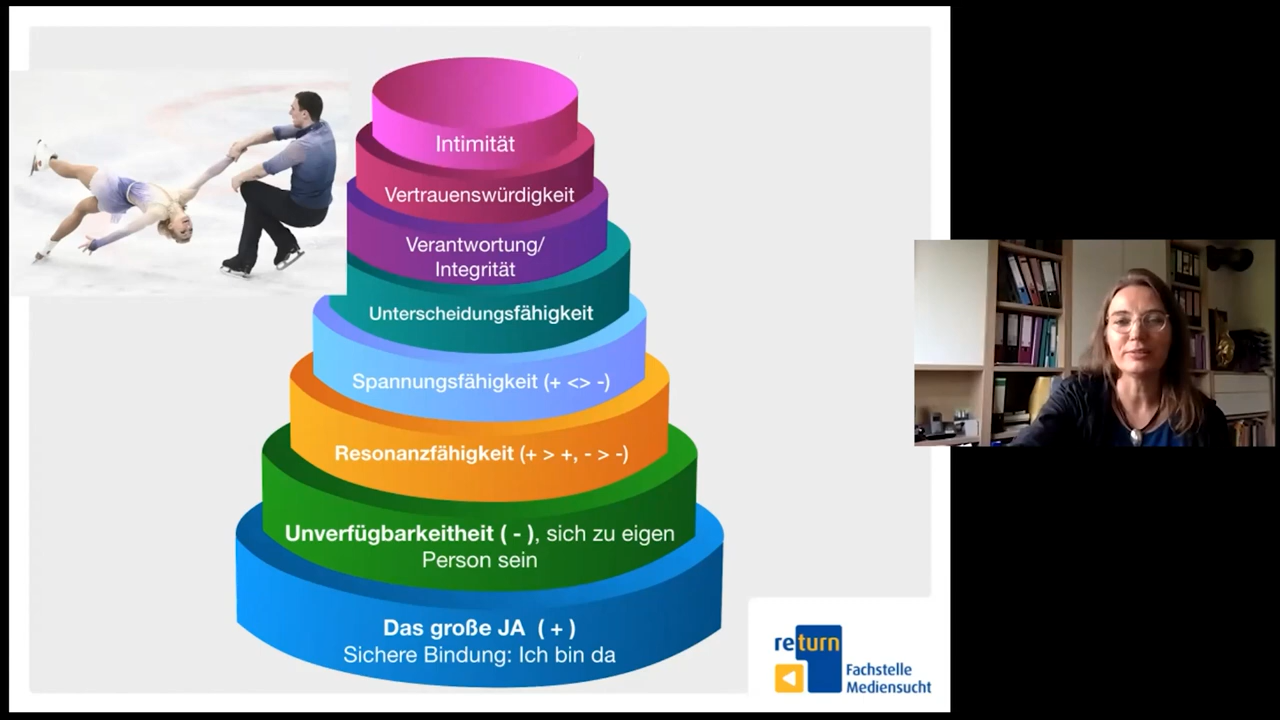 Intimität
Vertrauenswürdigkeit
Verantwortung/
Integrität
Unterscheidungsfähigkeit
Spannungsfähigkeit (+ <> -)
Resonanzfähigkeit (+ > +, - > -)
Unverfügbarkeitheit ( - ), sich zu eigen
Person sein
Das große JA ( + )
Sichere Bindung: Ich bin da
return
Fachstelle
Mediensucht